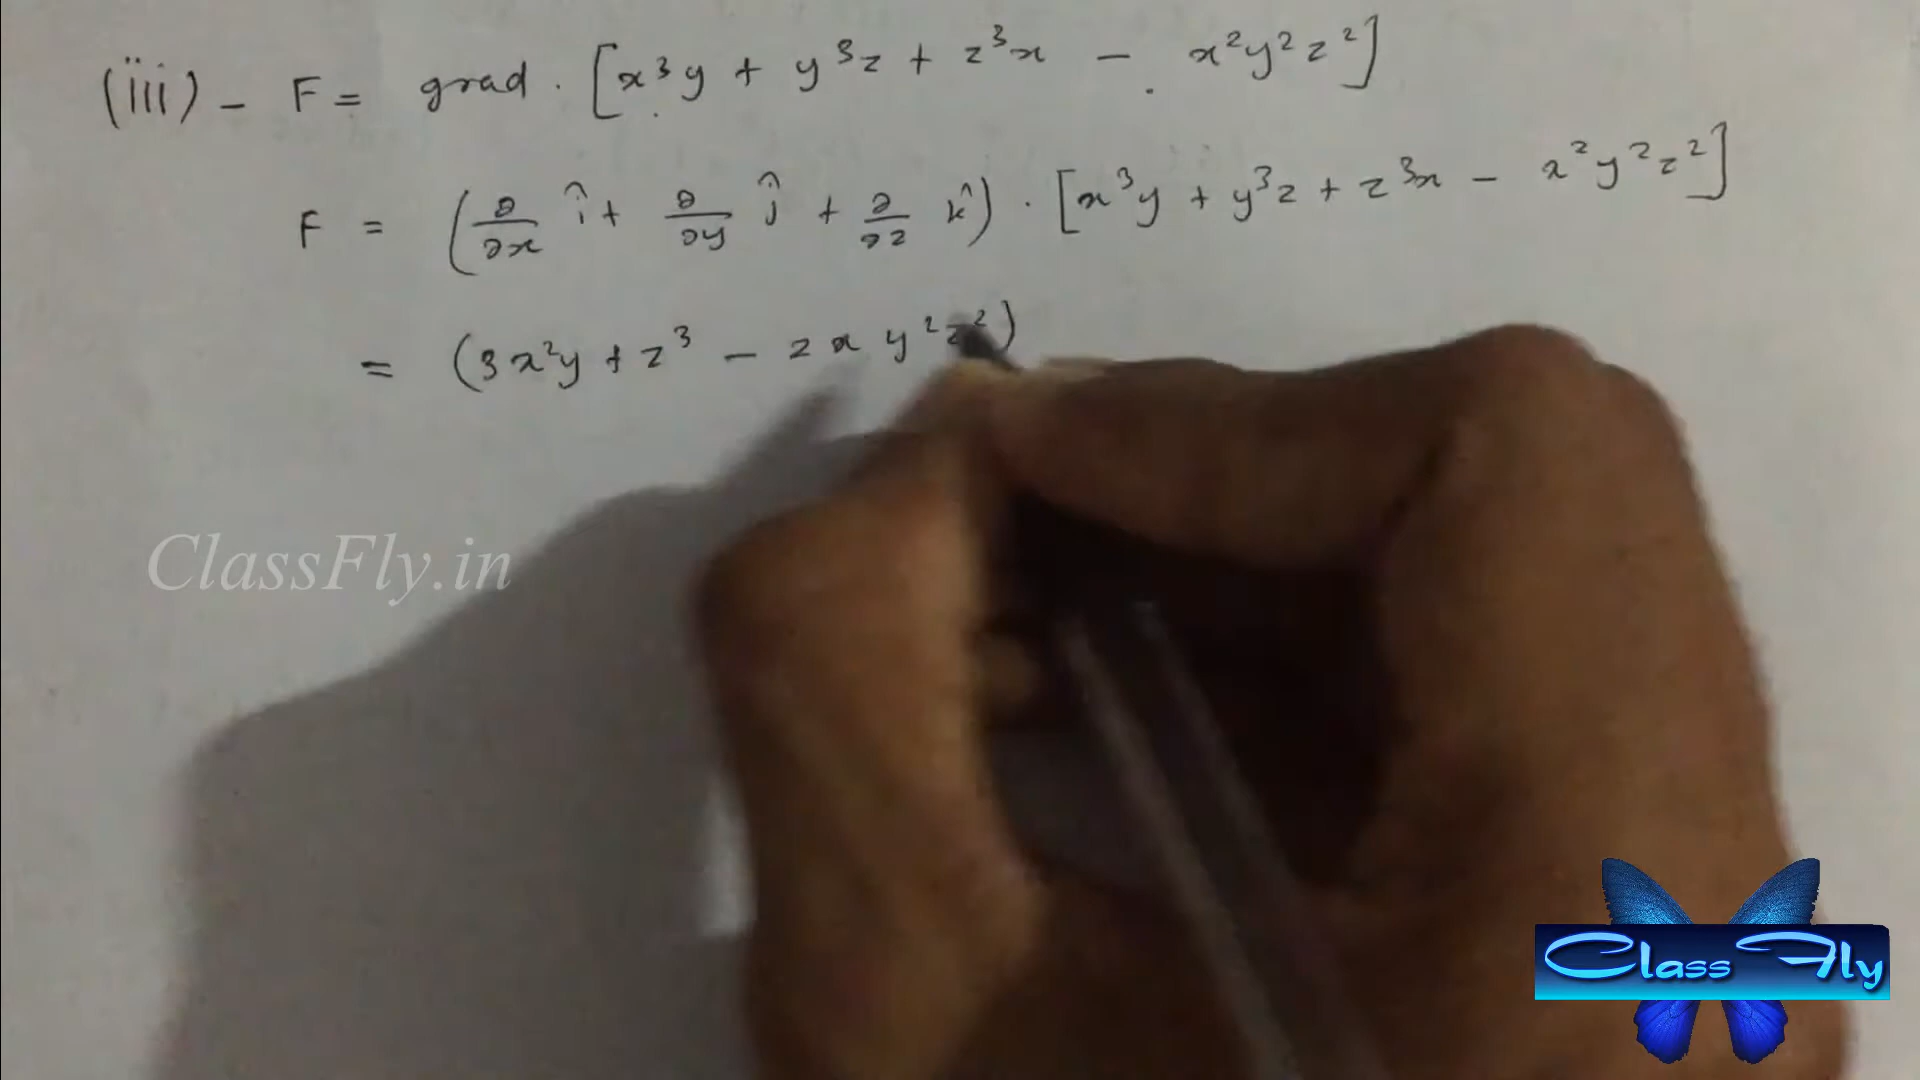 (iii) - F = grad . [x³y + y³z + z³x - x²y²z²]
F = (∂/∂x î + ∂/∂y ĵ + ∂/∂z k̂) . [x³y + y³z + z³x - x²y²z²]
= (3x²y + z³ - 2xy²z²)
ClassFly.in
Class Fly